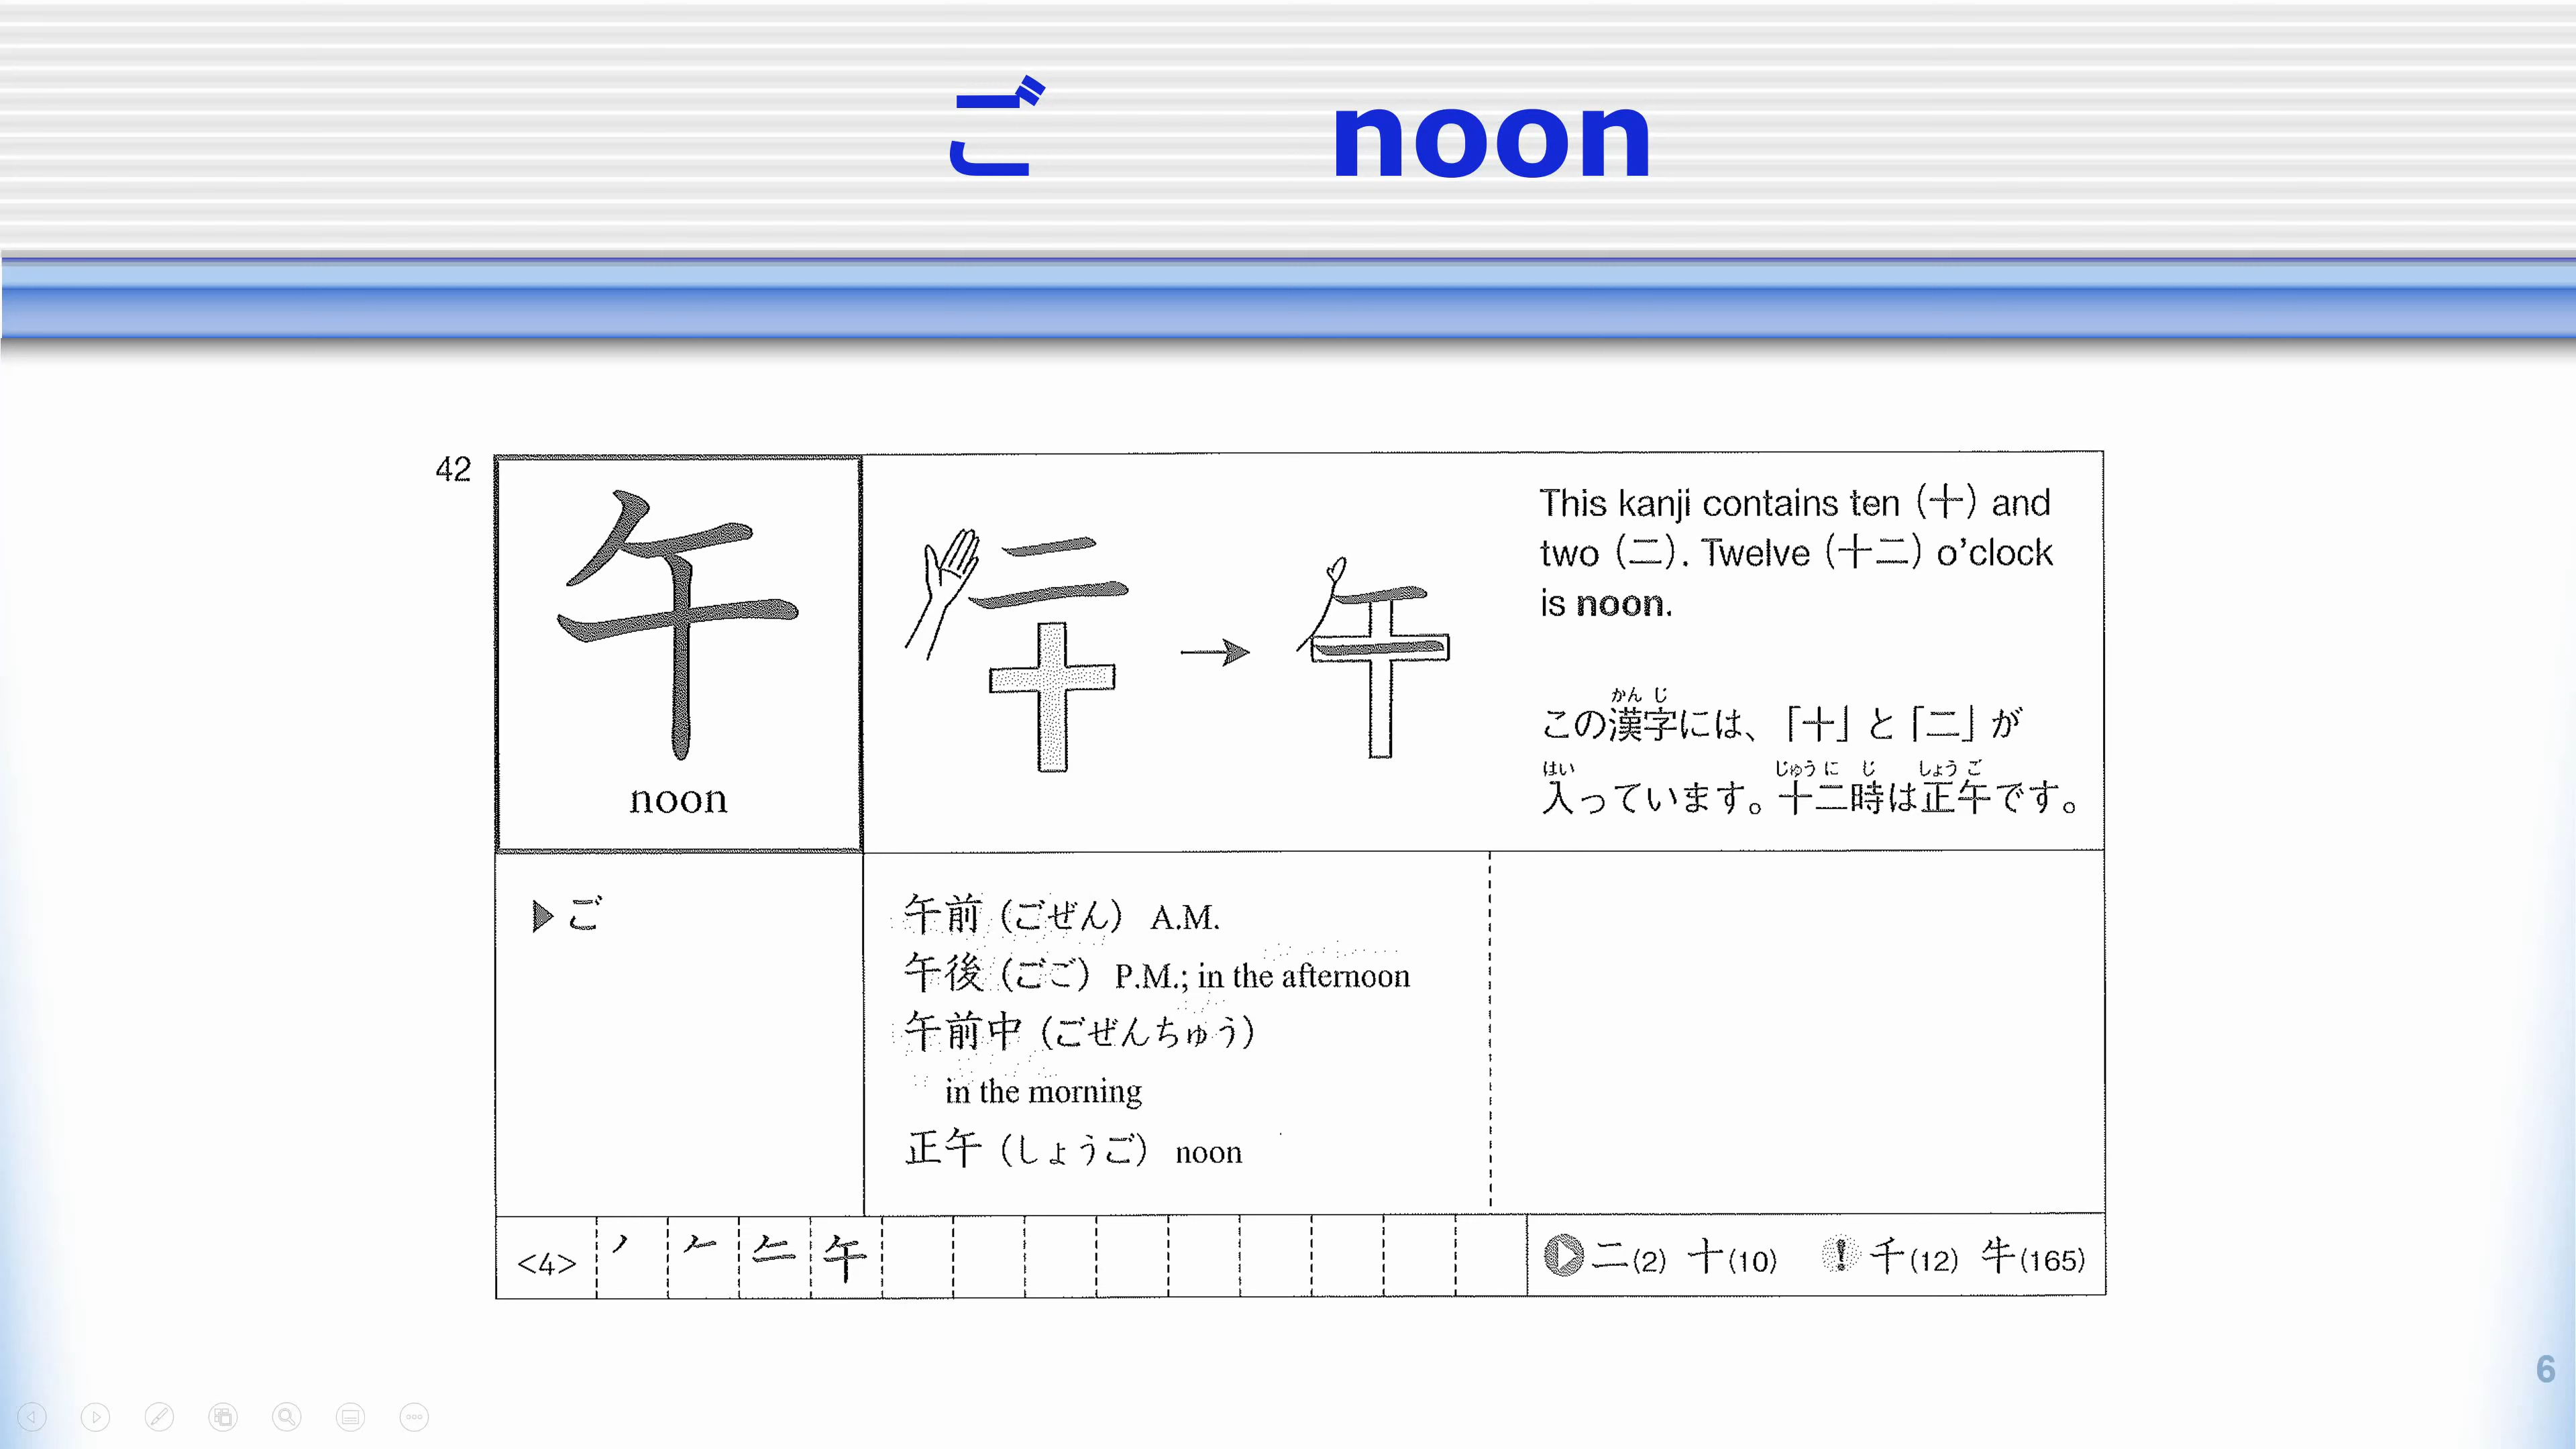 ご noon
42
午
noon
This kanji contains ten (十) and
two (二). Twelve (十二) o'clock
is noon.
かん じ
この漢字には、「十」と「二」が
はい じゅう に じ しょう ご
入っています。十二時は正午です。
ご
午前 (ごぜん) A.M.
午後 (ごご) P.M.; in the afternoon
午前中 (ごぜんちゅう)
in the morning
正午 (しょうご) noon
<4> 午 二(2) 十(10) ! 千(12) 牛(165)
6